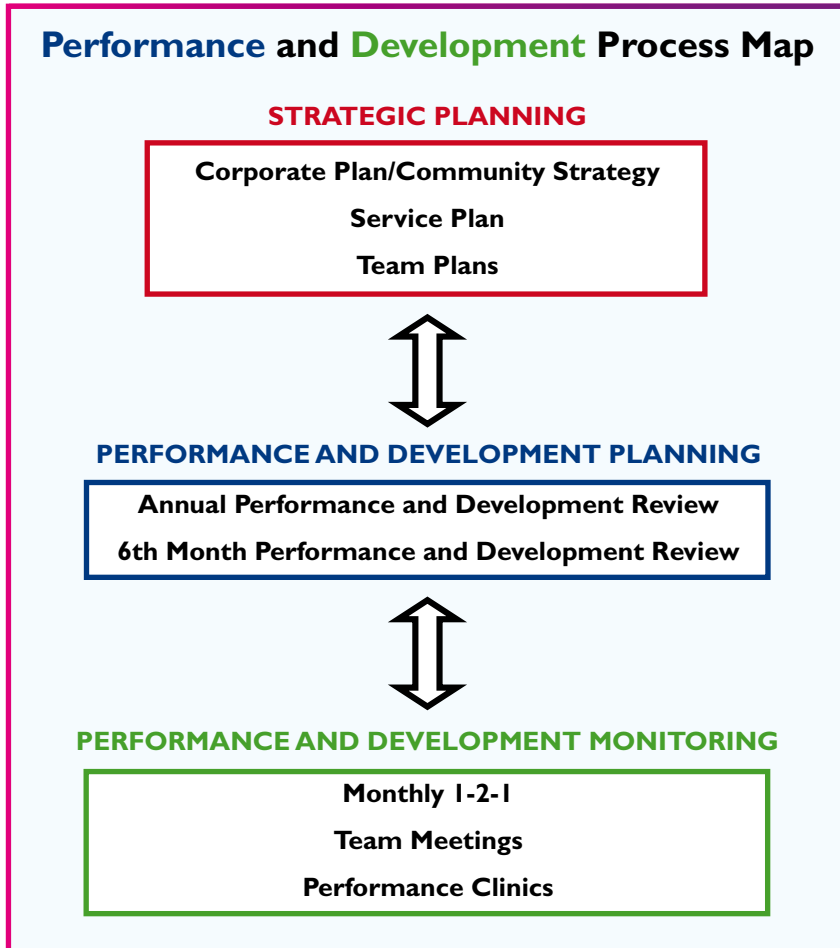 Performance and Development Process Map
STRATEGIC PLANNING
Corporate Plan/Community Strategy
Service Plan
Team Plans
PERFORMANCE AND DEVELOPMENT PLANNING
Annual Performance and Development Review
6th Month Performance and Development Review
PERFORMANCE AND DEVELOPMENT MONITORING
Monthly 1-2-1
Team Meetings
Performance Clinics